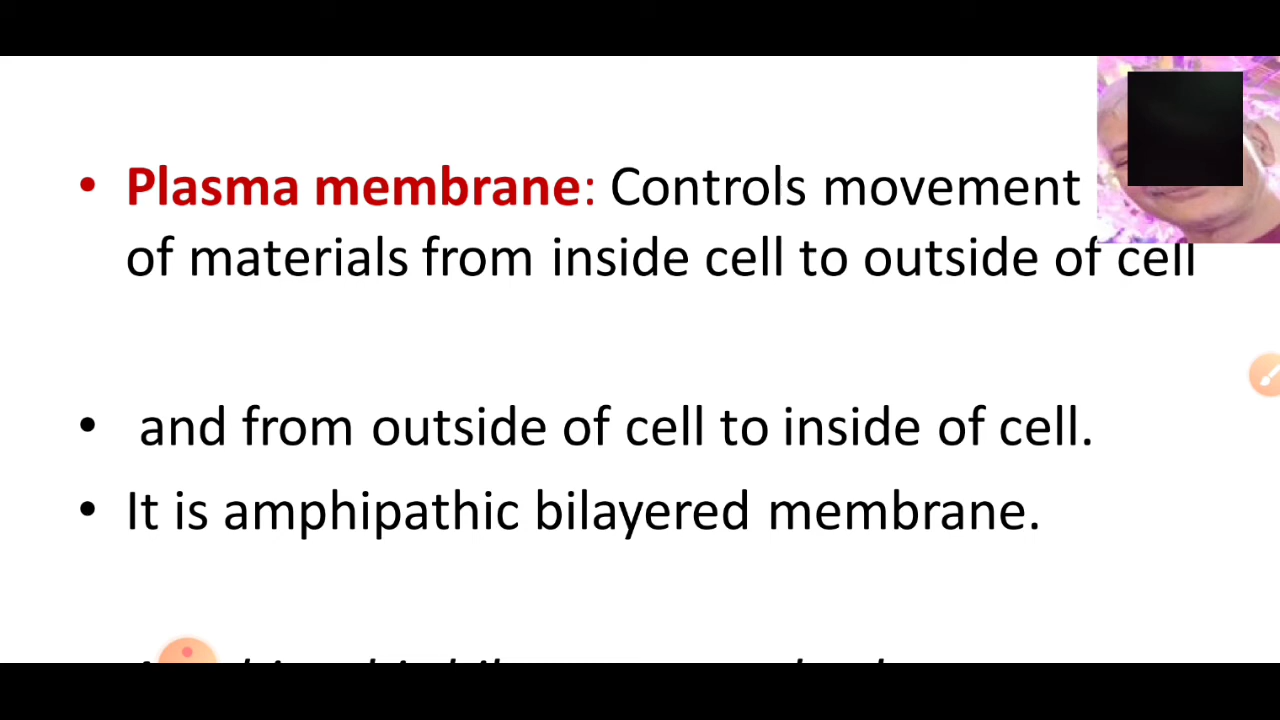 • Plasma membrane: Controls movement
of materials from inside cell to outside of cell
• and from outside of cell to inside of cell.
• It is amphipathic bilayered membrane.